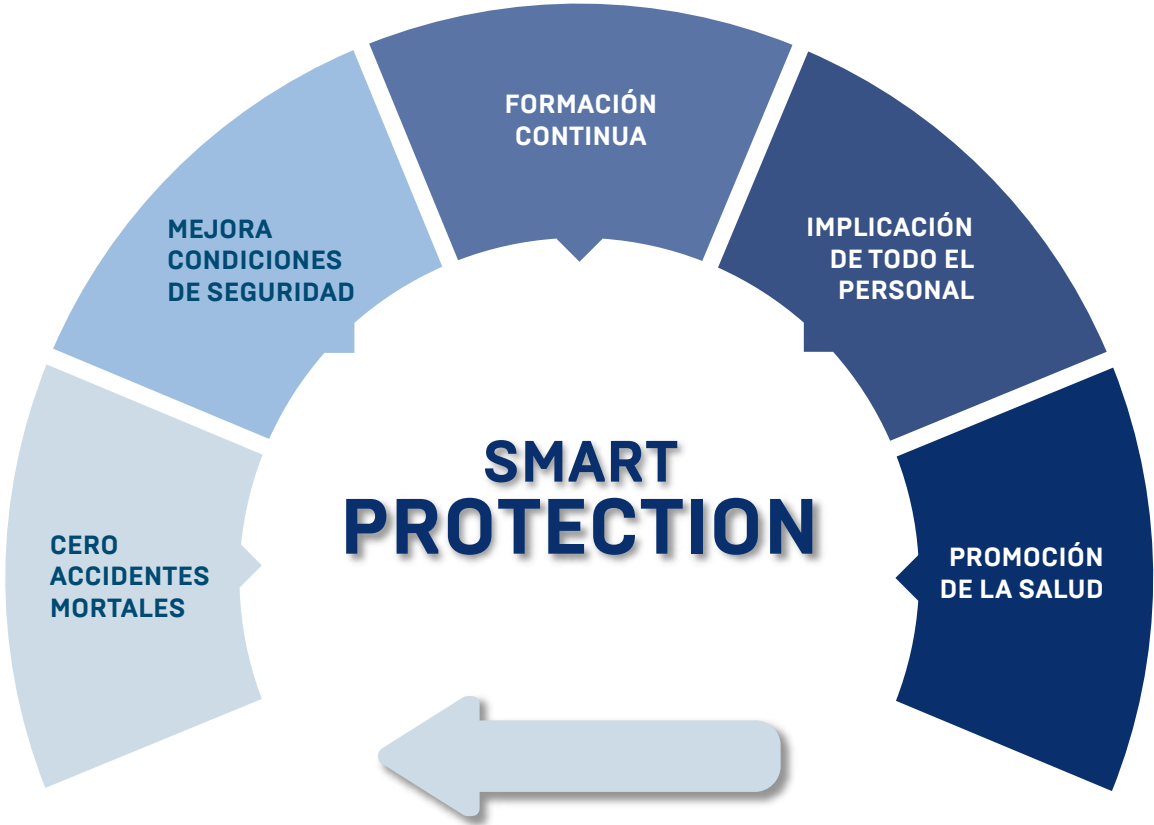 FORMACIÓN
CONTINUA
MEJORA
CONDICIONES
DE SEGURIDAD
IMPLICACIÓN
DE TODO EL
PERSONAL
SMART
PROTECTION
CERO
ACCIDENTES
MORTALES
PROMOCIÓN
DE LA SALUD